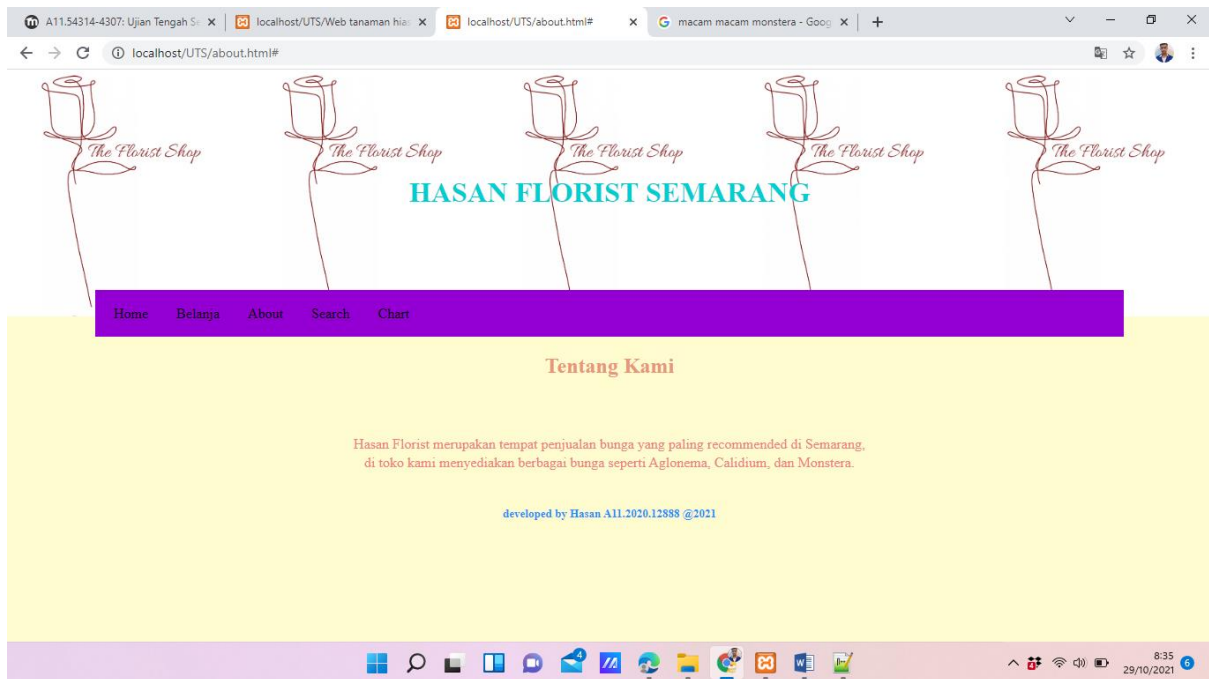 A11.54314-4307: Ujian Tengah Se
localhost/UTS/Web tanaman hias
localhost/UTS/about.html#
macam macam monstera - Goog
localhost/UTS/about.html#
The Florist Shop The Florist Shop The Florist Shop The Florist Shop The Florist Shop
HASAN FLORIST SEMARANG
Home Belanja About Search Chart
Tentang Kami
Hasan Florist merupakan tempat penjualan bunga yang paling recommended di Semarang,
di toko kami menyediakan berbagai bunga seperti Aglonema, Calidium, dan Monstera.
developed by Hasan A11.2020.12888 @2021
8:35
29/10/2021
6